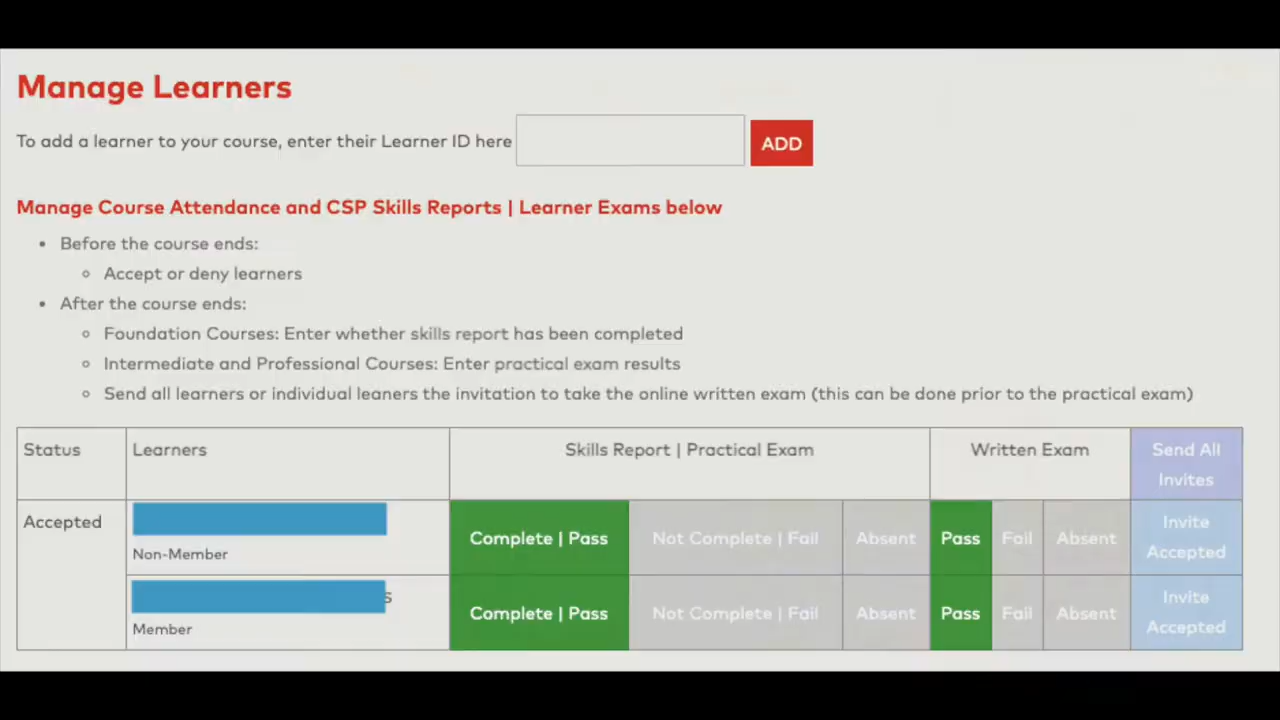 Manage Learners
To add a learner to your course, enter their Learner ID here
ADD
Manage Course Attendance and CSP Skills Reports | Learner Exams below
• Before the course ends:
◦ Accept or deny learners
• After the course ends:
◦ Foundation Courses: Enter whether skills report has been completed
◦ Intermediate and Professional Courses: Enter practical exam results
◦ Send all learners or individual leaners the invitation to take the online written exam (this can be done prior to the practical exam)
Status Learners Skills Report | Practical Exam Written Exam Send All
Invites
Accepted
Non-Member
Complete | Pass Not Complete | Fail Absent Pass Fail Absent Invite
Accepted
s
Member
Complete | Pass Not Complete | Fail Absent Pass Fail Absent Invite
Accepted